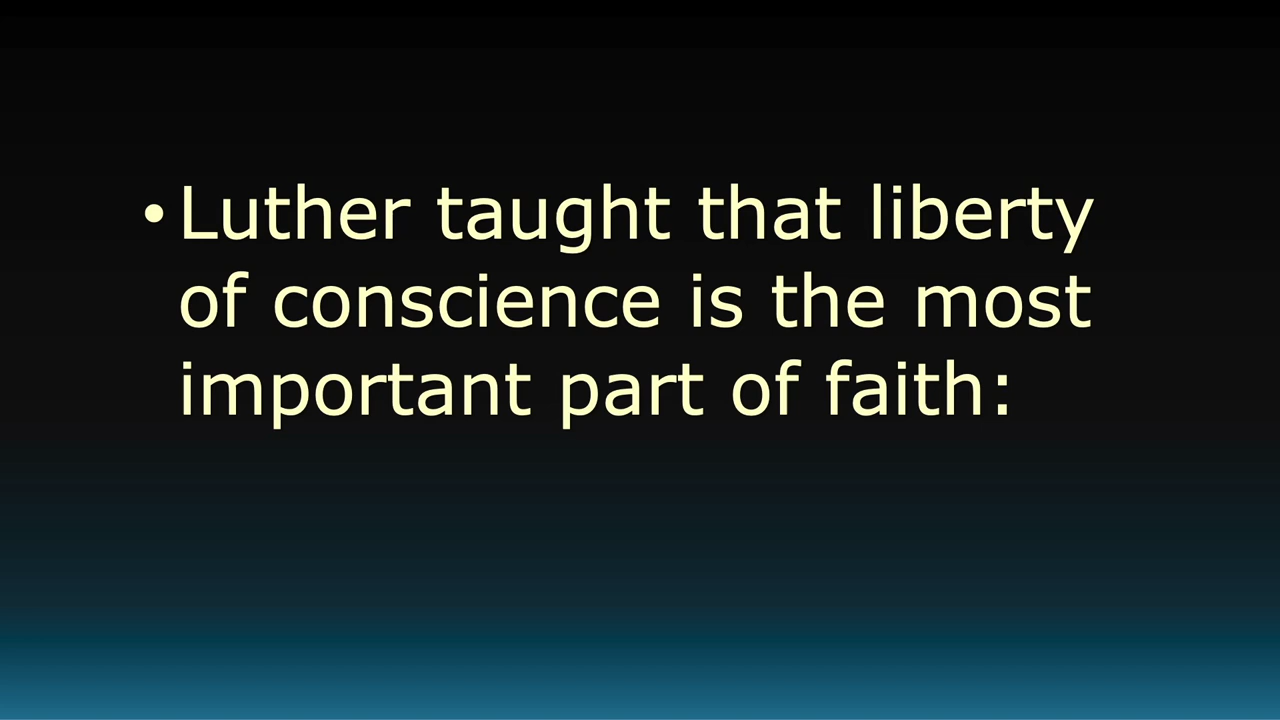 • Luther taught that liberty
of conscience is the most
important part of faith: